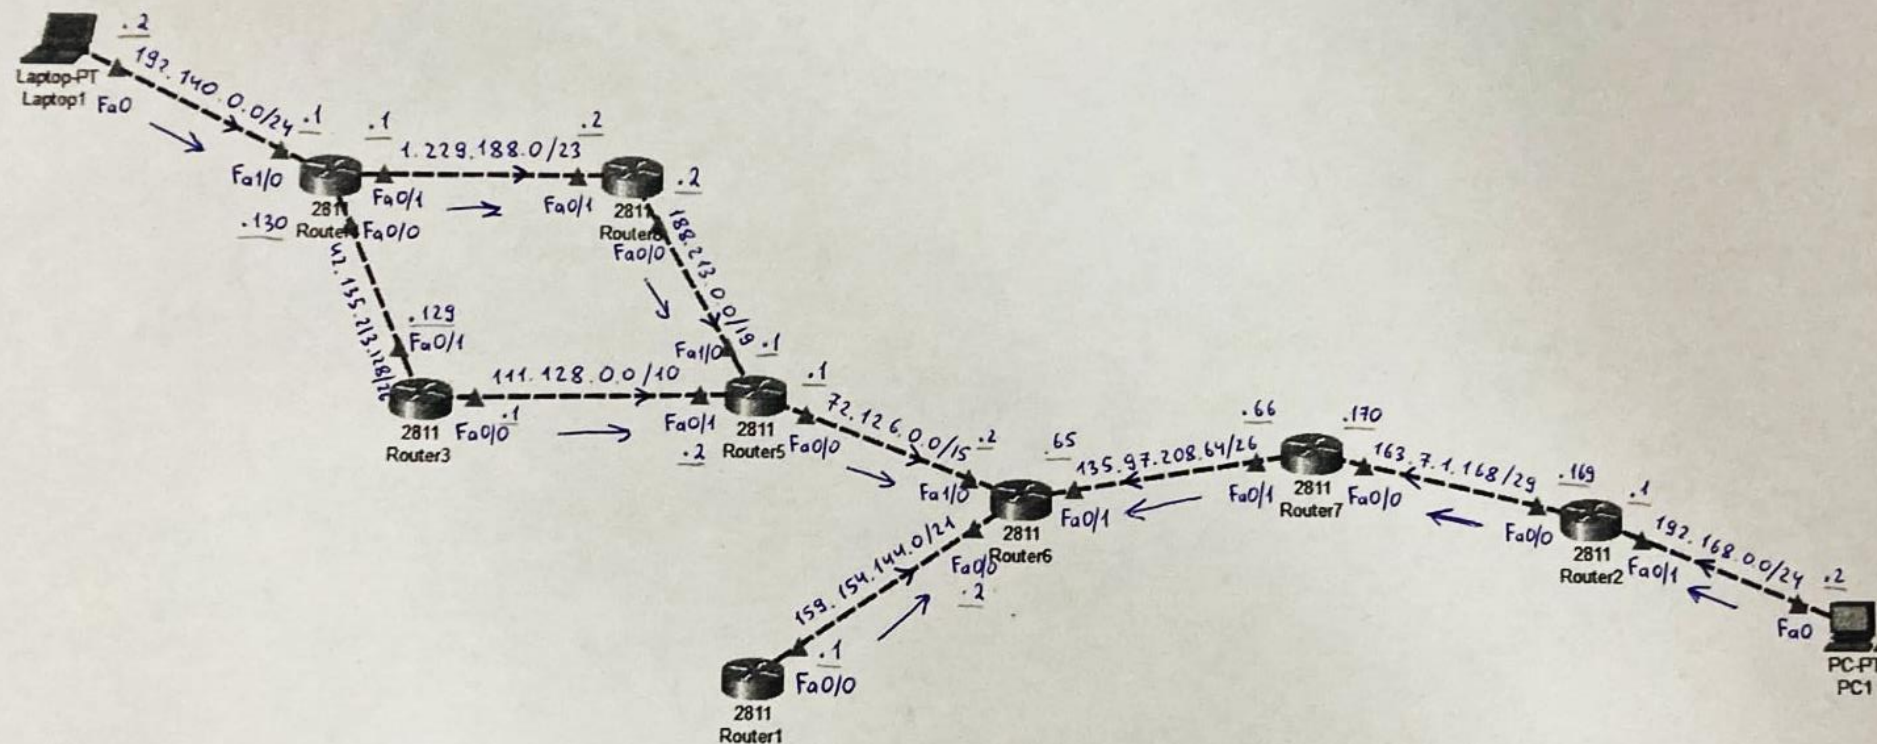 .2
192.140.0.0/24
Laptop-PT
Laptop1
Fa0
.1
.1
1.229.188.0/23
.2
Fa1/0
Fa0/1
Fa0/1
.2
2811
.130
Fa0/0
2811
Fa0/0
188.213.0.0/19
.129
Fa0/1
Fa1/0
.1
111.128.0.0/10
.1
Fa0/0
2811
Router3
Fa0/1
.2
2811
Router5
.1
Fa0/0
72.126.0.0/15
.2
Fa1/0
.65
135.97.208.64/26
.66
.170
2811
Router6
Fa0/1
Fa0/1
2811
Router7
Fa0/0
163.7.1.168/29
.169
.1
Fa0/0
2811
Router2
Fa0/1
192.168.0.0/24
.2
Fa0
PC-PT
PC1
159.154.144.0/21
Fa0/0
.2
.1
Fa0/0
2811
Router1